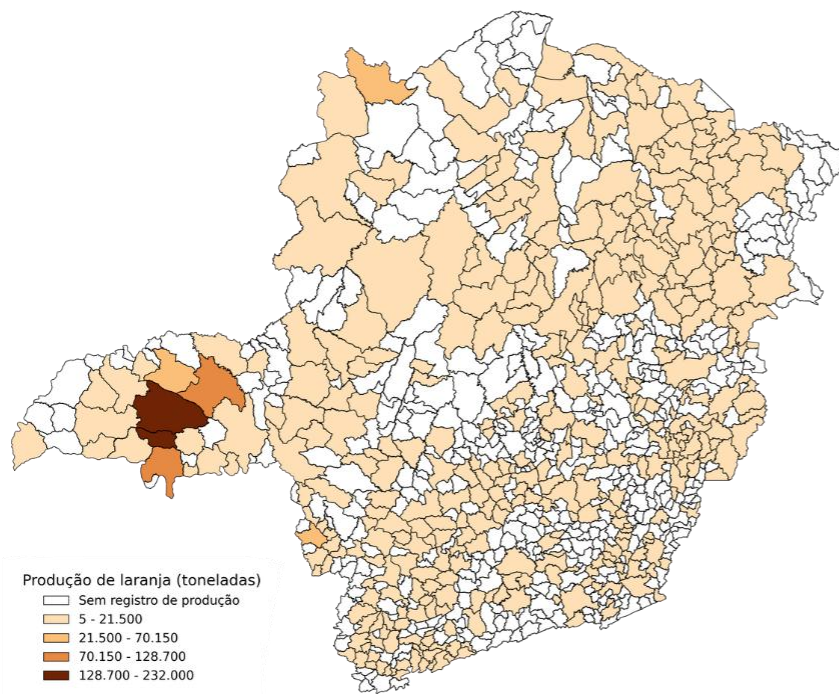 Produção de laranja (toneladas)
Sem registro de produção
5 - 21.500
21.500 - 70.150
70.150 - 128.700
128.700 - 232.000